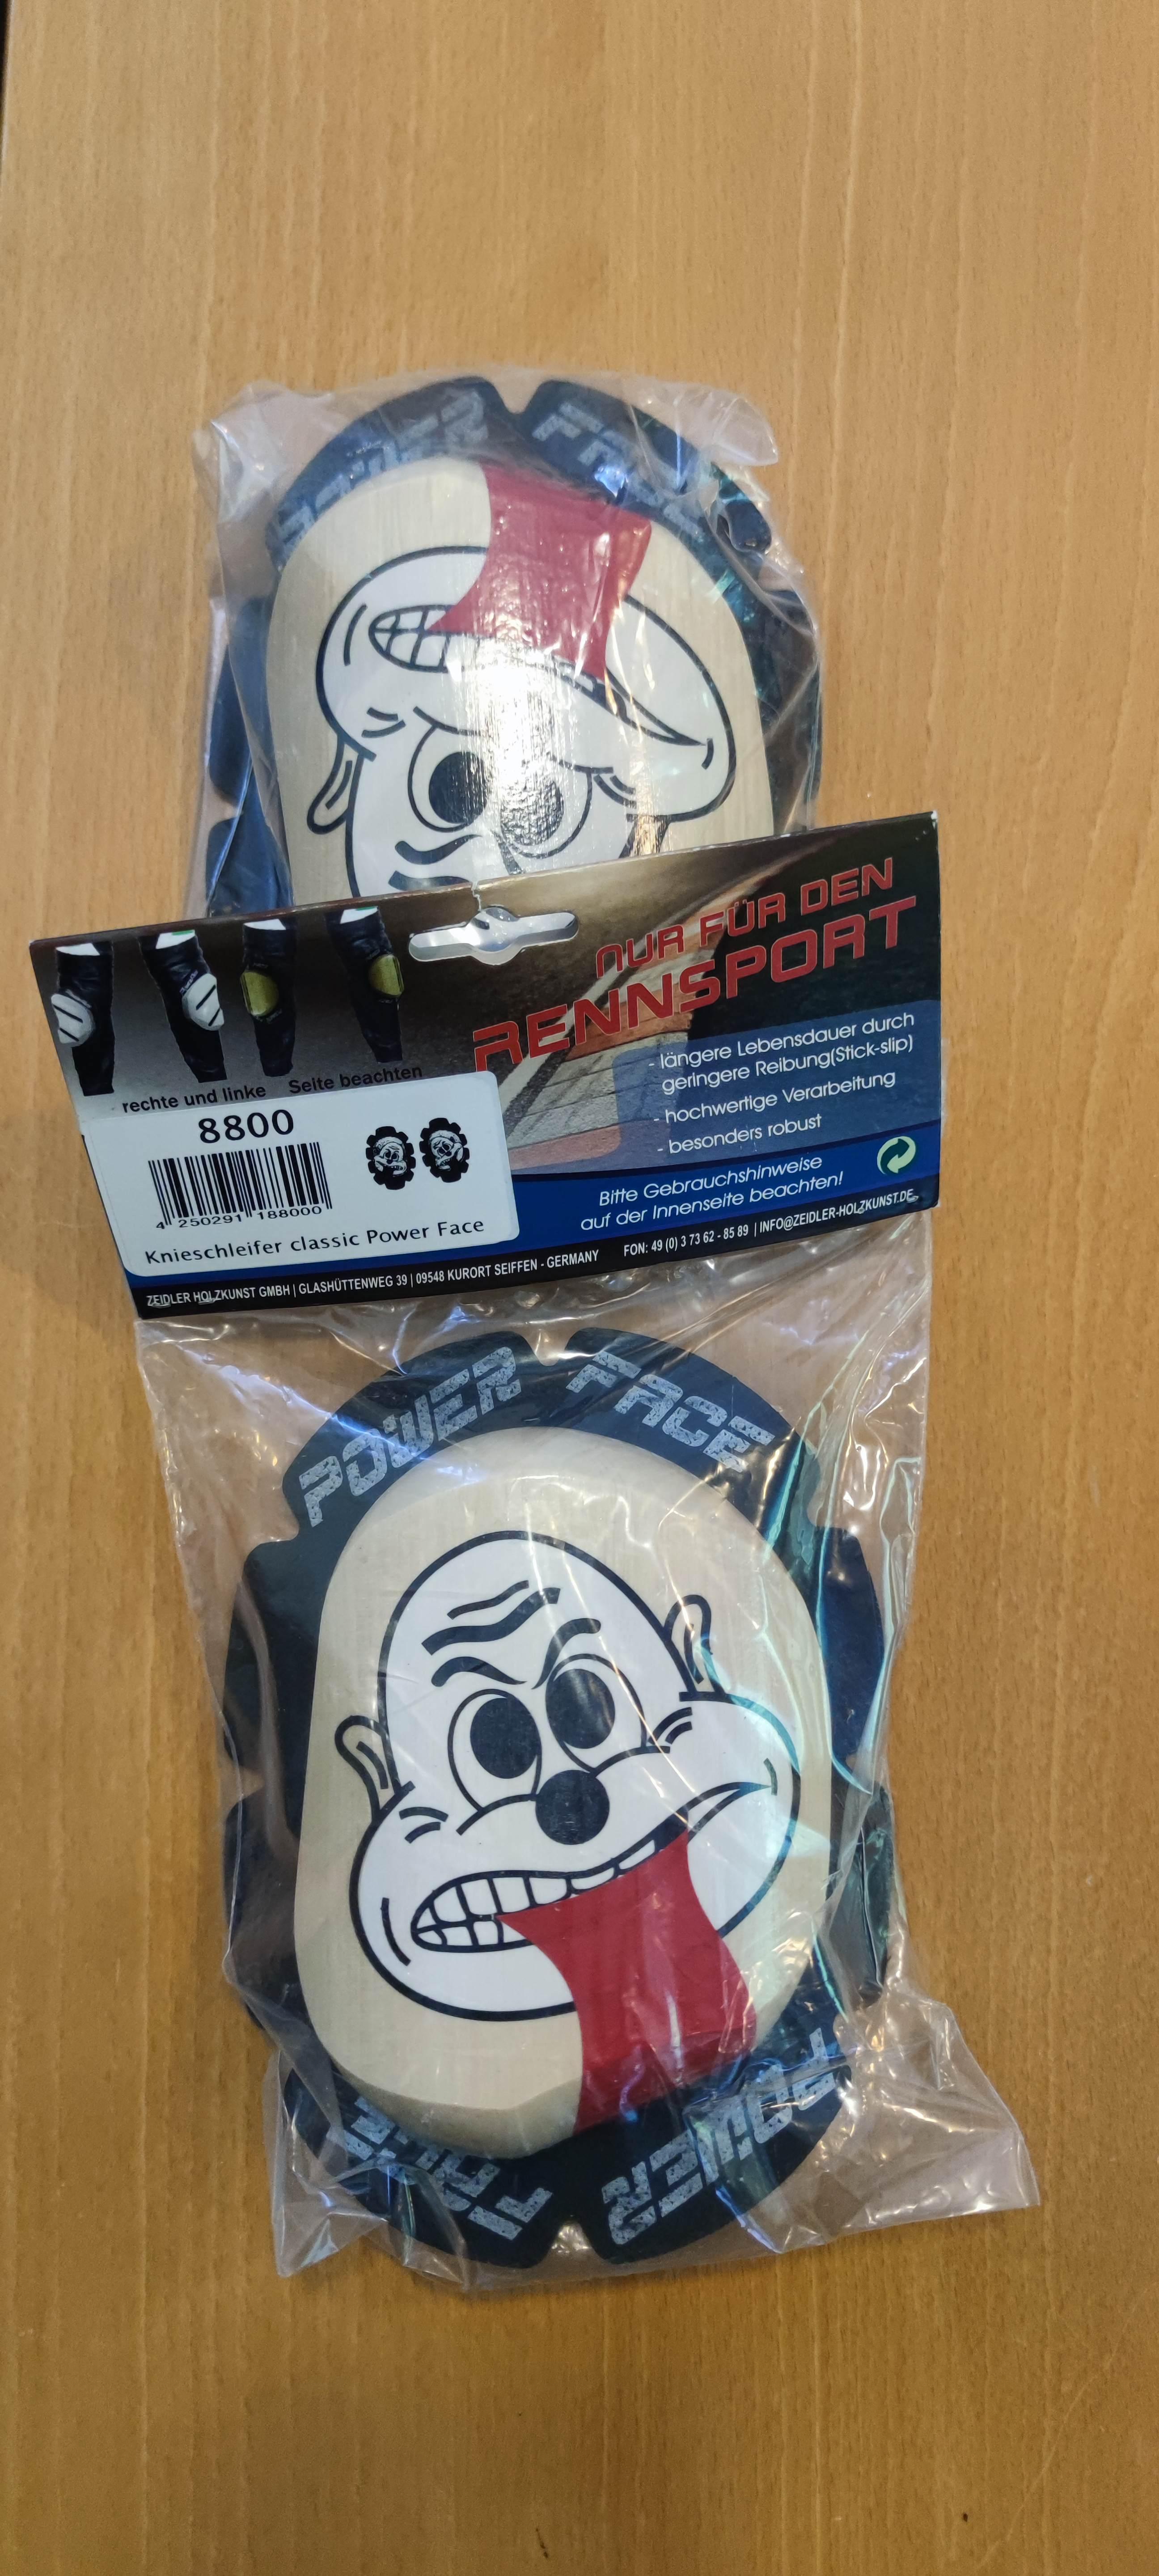 POWER FACE
NUR FÜR DEN
RENNSPORT
- längere Lebensdauer durch
geringere Reibung(Stick-slip)
- hochwertige Verarbeitung
- besonders robust
rechte und linke Seite beachten
8800
4 250291 188000
Knieschleifer classic Power Face
Bitte Gebrauchshinweise
auf der Innenseite beachten!
ZEIDLER HOLZKUNST GMBH | GLASHÜTTENWEG 39 | 09548 KURORT SEIFFEN - GERMANY FON: 49 (0) 3 73 62 - 85 89 | INFO@ZEIDLER-HOLZKUNST.DE
POWER FACE
POWER FACE